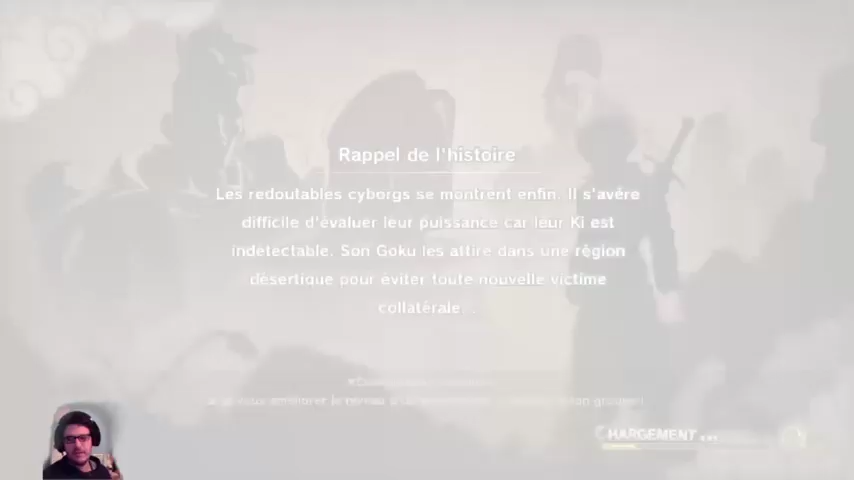 Rappel de l'histoire
Les redoutables cyborgs se montrent enfin. Il s'avère
difficile d'évaluer leur puissance car leur Ki est
indétectable. Son Goku les attire dans une région
désertique pour éviter toute nouvelle victime
collatérale.
CHARGEMENT...